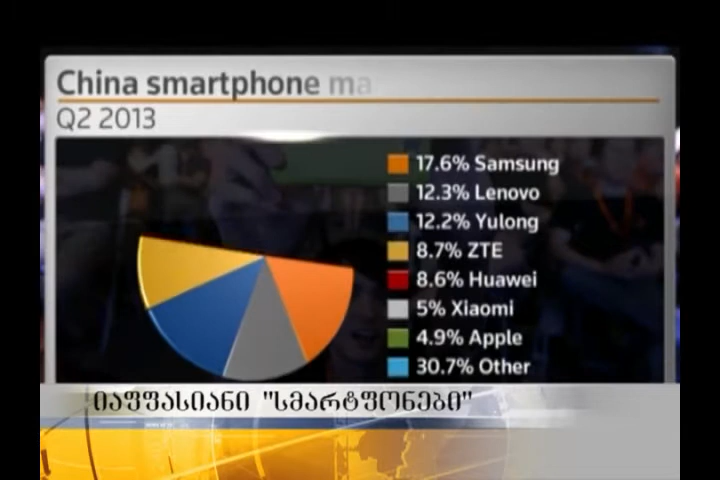 China smartphone ma
Q2 2013
17.6% Samsung
12.3% Lenovo
12.2% Yulong
8.7% ZTE
8.6% Huawei
5% Xiaomi
4.9% Apple
30.7% Other
იაფფასიანი "სმარტფონები"